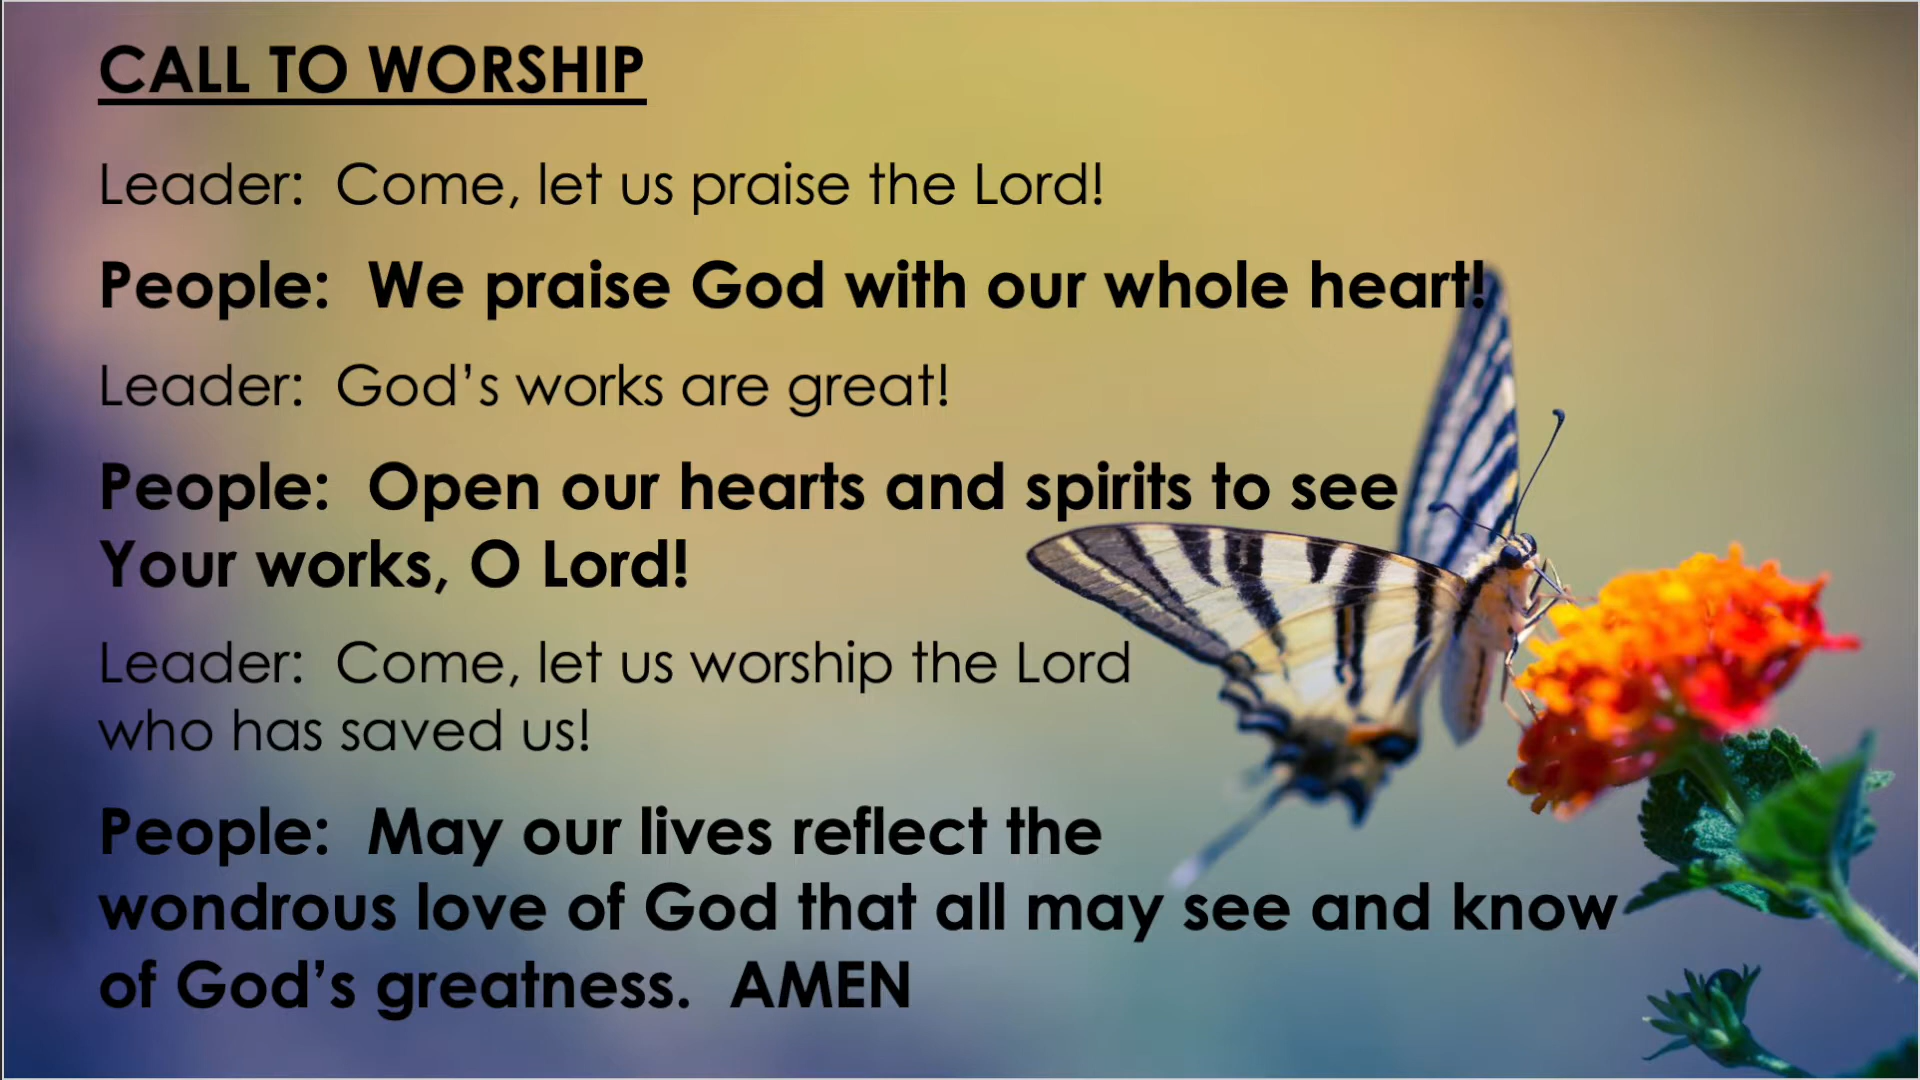 CALL TO WORSHIP
Leader:  Come, let us praise the Lord!
People:  We praise God with our whole heart!
Leader:  God’s works are great!
People:  Open our hearts and spirits to see
Your works, O Lord!
Leader:  Come, let us worship the Lord
who has saved us!
People:  May our lives reflect the
wondrous love of God that all may see and know
of God’s greatness.  AMEN